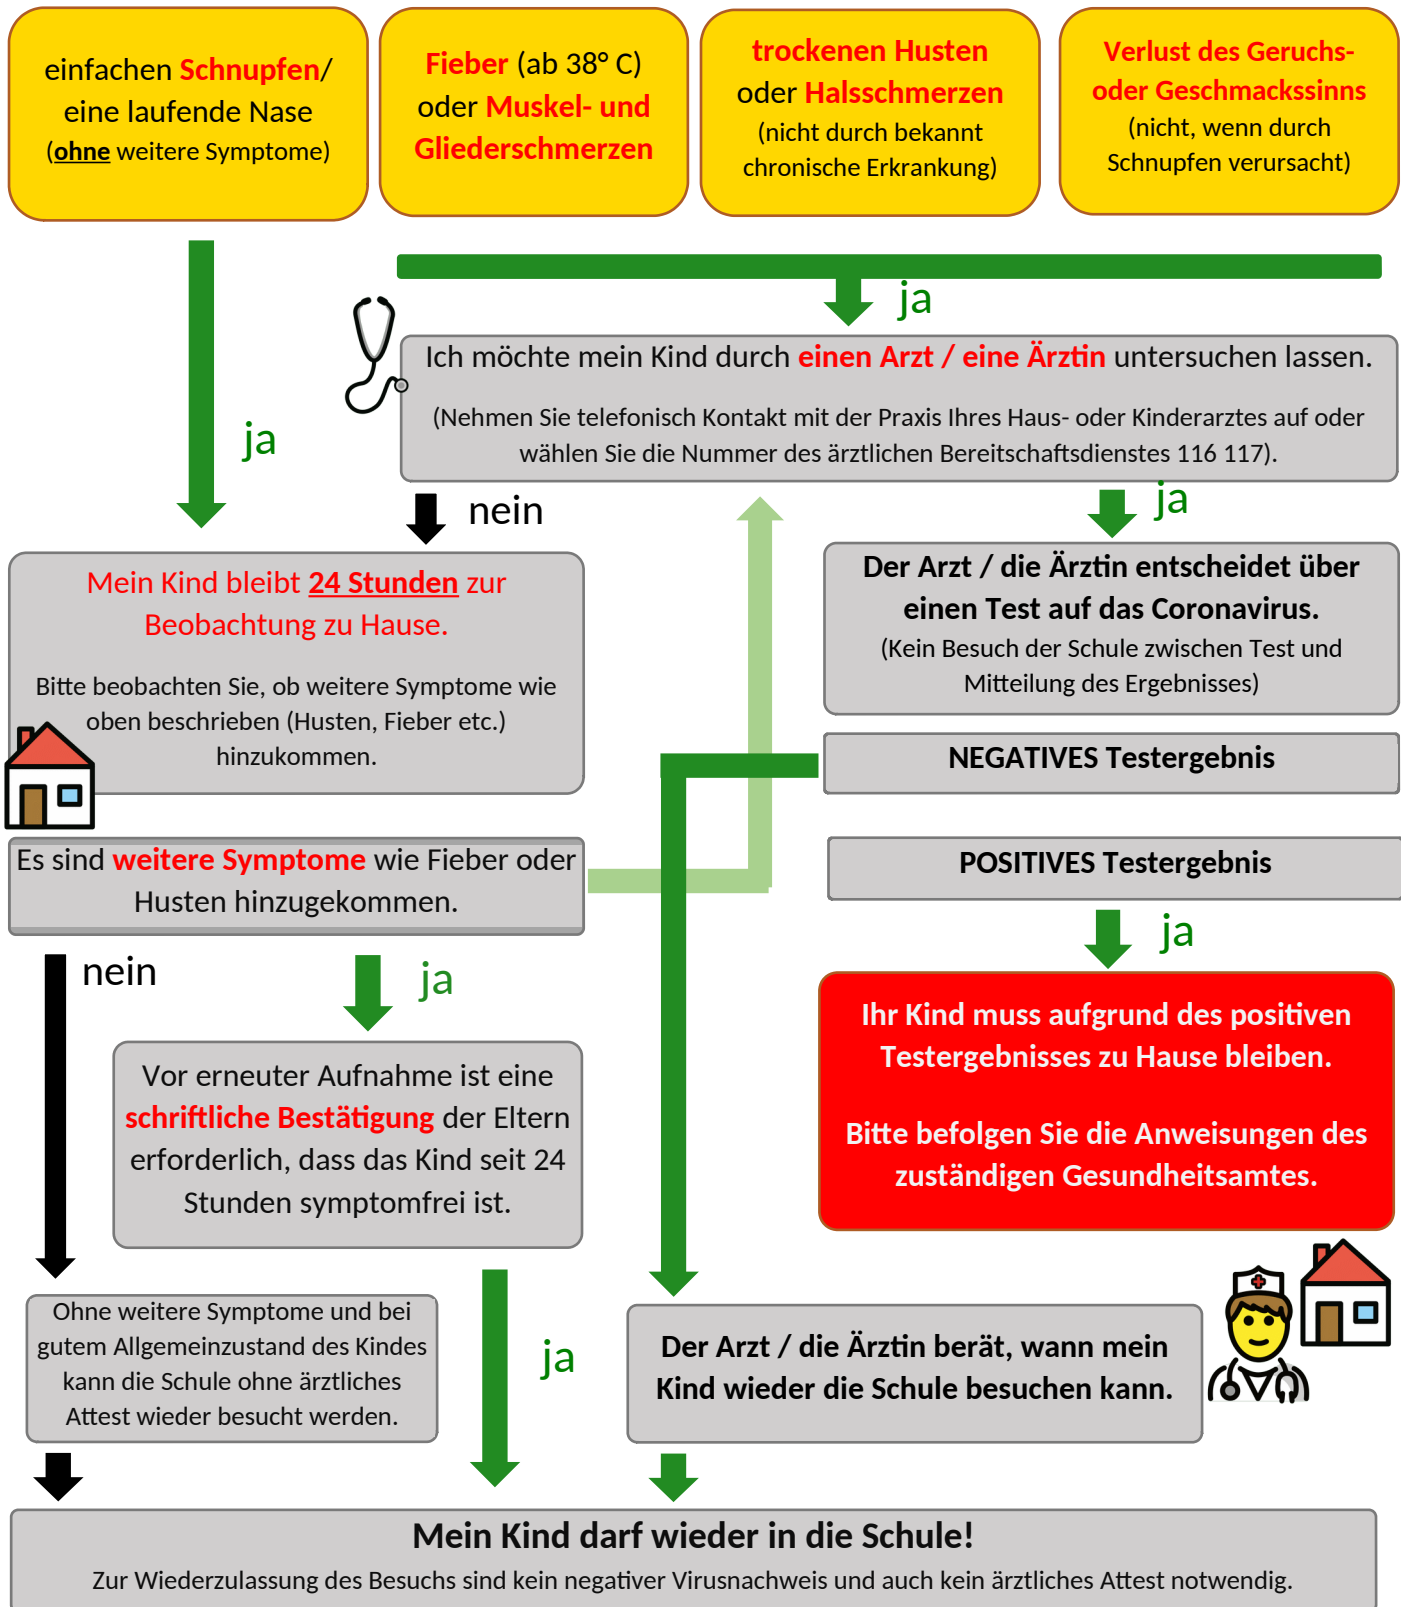 einfachen Schnupfen/
eine laufende Nase
(ohne weitere Symptome)
Fieber (ab 38° C)
oder Muskel- und
Gliederschmerzen
trockenen Husten
oder Halsschmerzen
(nicht durch bekannt
chronische Erkrankung)
Verlust des Geruchs-
oder Geschmackssinns
(nicht, wenn durch
Schnupfen verursacht)
ja
Ich möchte mein Kind durch einen Arzt / eine Ärztin untersuchen lassen.
(Nehmen Sie telefonisch Kontakt mit der Praxis Ihres Haus- oder Kinderarztes auf oder
wählen Sie die Nummer des ärztlichen Bereitschaftsdienstes 116 117).
ja
nein
ja
Mein Kind bleibt 24 Stunden zur
Beobachtung zu Hause.
Bitte beobachten Sie, ob weitere Symptome wie
oben beschrieben (Husten, Fieber etc.)
hinzukommen.
Der Arzt / die Ärztin entscheidet über
einen Test auf das Coronavirus.
(Kein Besuch der Schule zwischen Test und
Mitteilung des Ergebnisses)
NEGATIVES Testergebnis
Es sind weitere Symptome wie Fieber oder
Husten hinzugekommen.
POSITIVES Testergebnis
nein
ja
ja
Vor erneuter Aufnahme ist eine
schriftliche Bestätigung der Eltern
erforderlich, dass das Kind seit 24
Stunden symptomfrei ist.
Ihr Kind muss aufgrund des positiven
Testergebnisses zu Hause bleiben.
Bitte befolgen Sie die Anweisungen des
zuständigen Gesundheitsamtes.
Ohne weitere Symptome und bei
gutem Allgemeinzustand des Kindes
kann die Schule ohne ärztliches
Attest wieder besucht werden.
ja
Der Arzt / die Ärztin berät, wann mein
Kind wieder die Schule besuchen kann.
Mein Kind darf wieder in die Schule!
Zur Wiederzulassung des Besuchs sind kein negativer Virusnachweis und auch kein ärztliches Attest notwendig.